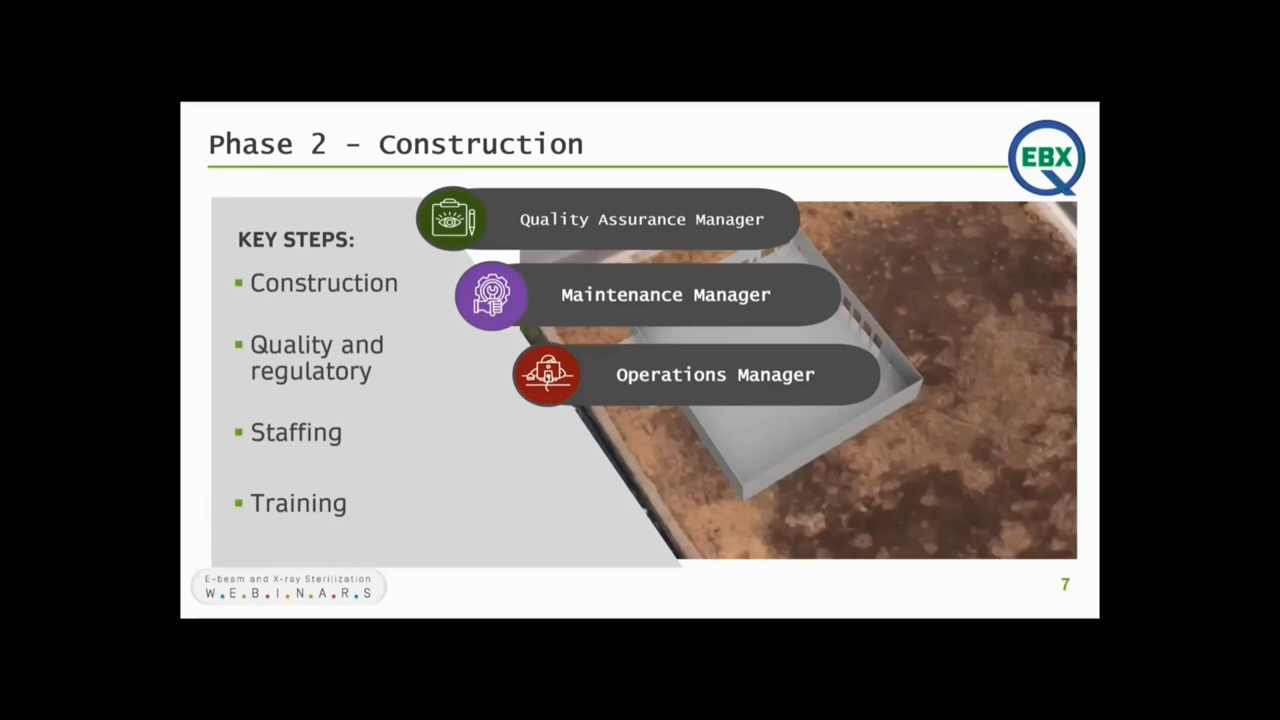 Phase 2 – Construction
EBX
Quality Assurance Manager
KEY STEPS:
▪ Construction
Maintenance Manager
▪ Quality and
regulatory
Operations Manager
▪ Staffing
▪ Training
E-beam and X-ray Sterilization
W.E.B.I.N.A.R.S
7